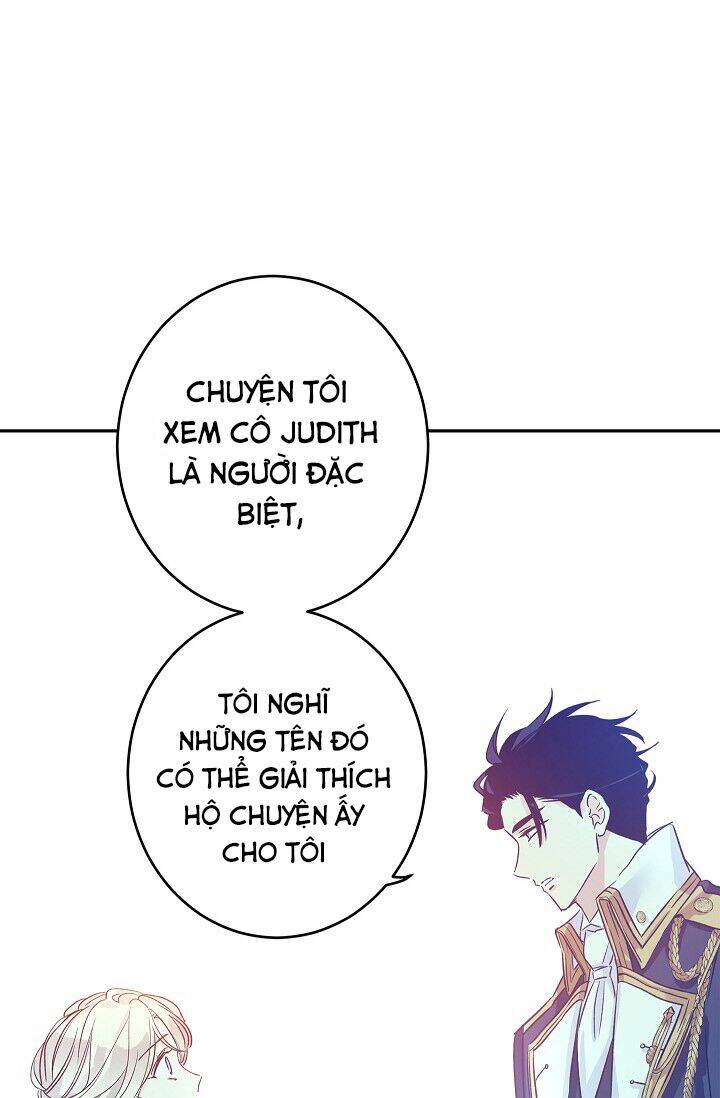 CHUYỆN TÔI
XEM CÔ JUDITH
LÀ NGƯỜI ĐẶC
BIỆT,
TÔI NGHĨ
NHỮNG TÊN ĐÓ
CÓ THỂ GIẢI THÍCH
HỘ CHUYỆN ẤY
CHO TÔI